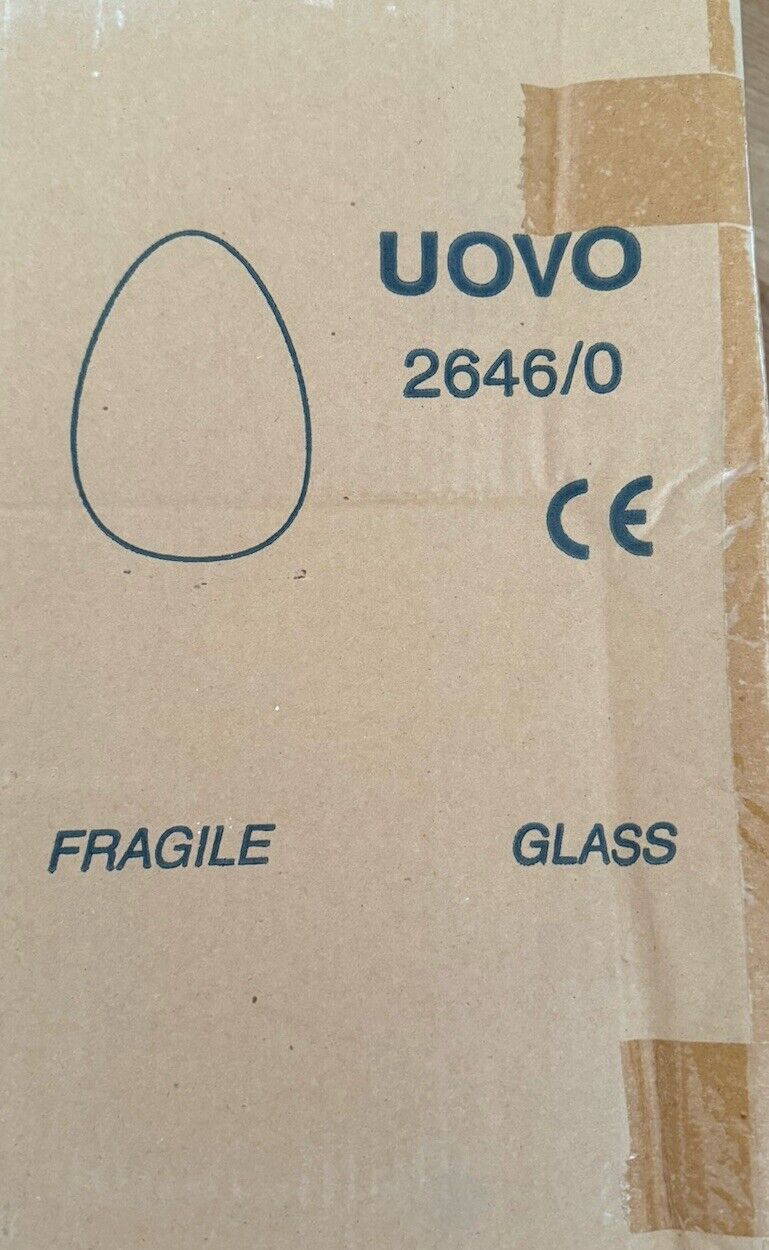 UOVO
2646/0
CE
FRAGILE GLASS